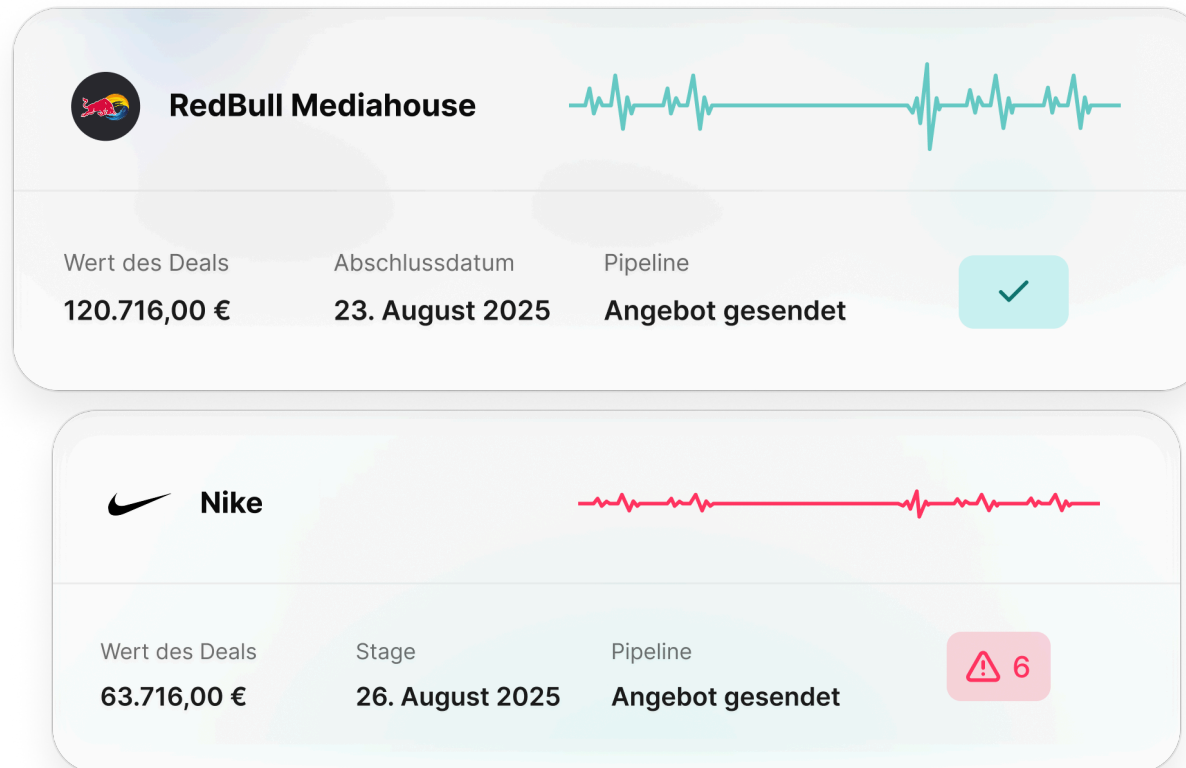 RedBull Mediahouse
Wert des Deals Abschlussdatum Pipeline
120.716,00 € 23. August 2025 Angebot gesendet
Nike
Wert des Deals Stage Pipeline
6
63.716,00 € 26. August 2025 Angebot gesendet